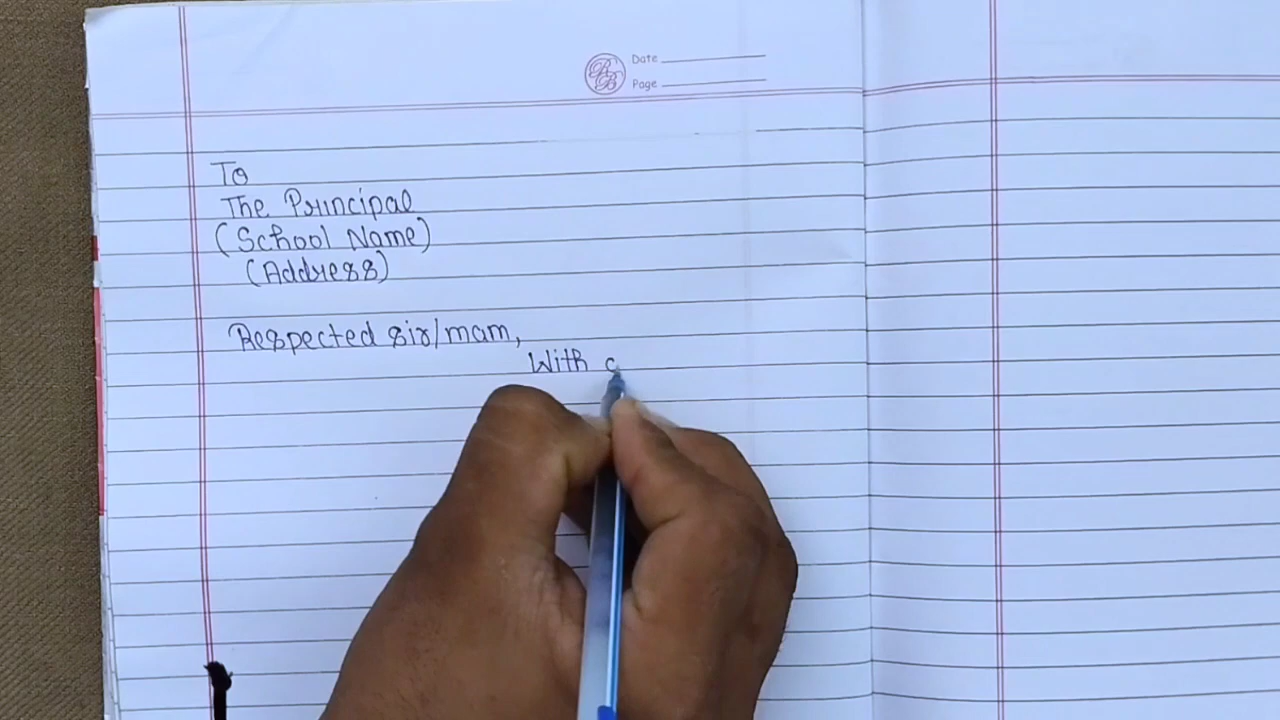 Date
Page
To
The Principal
(School Name)
(Address)
Respected sir/mam,
With